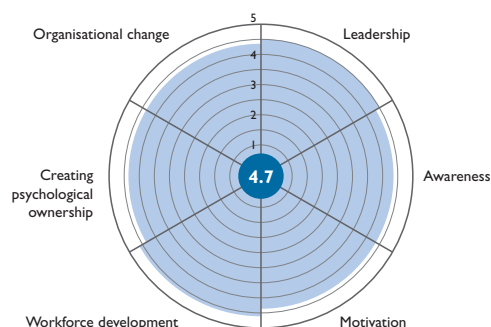 5
Organisational change
Leadership
4
3
2
1
4.7
Creating
psychological
ownership
Awareness
Workforce development
Motivation